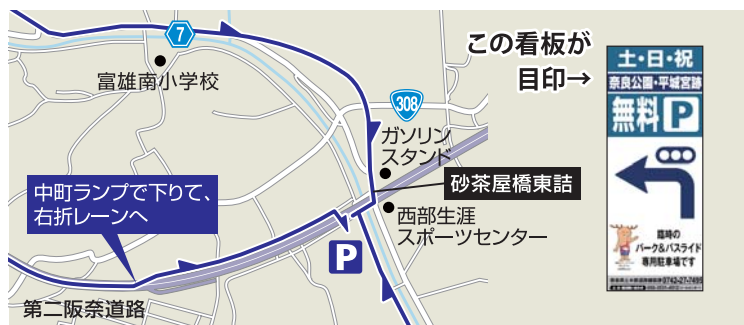 7
富雄南小学校
308
ガソリン
スタンド
砂茶屋橋東詰
中町ランプで下りて、
右折レーンへ
西部生涯
スポーツセンター
P
第二阪奈道路
この看板が
目印→
土・日・祝
奈良公園・平城宮跡
無料P
臨時の
パーク&バスライド
専用駐車場です
0742-27-7495